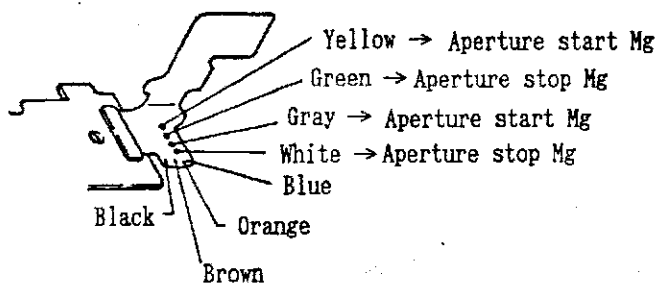 Yellow → Aperture start Mg
Green → Aperture stop Mg
Gray → Aperture start Mg
White → Aperture stop Mg
Blue
Black
Orange
Brown